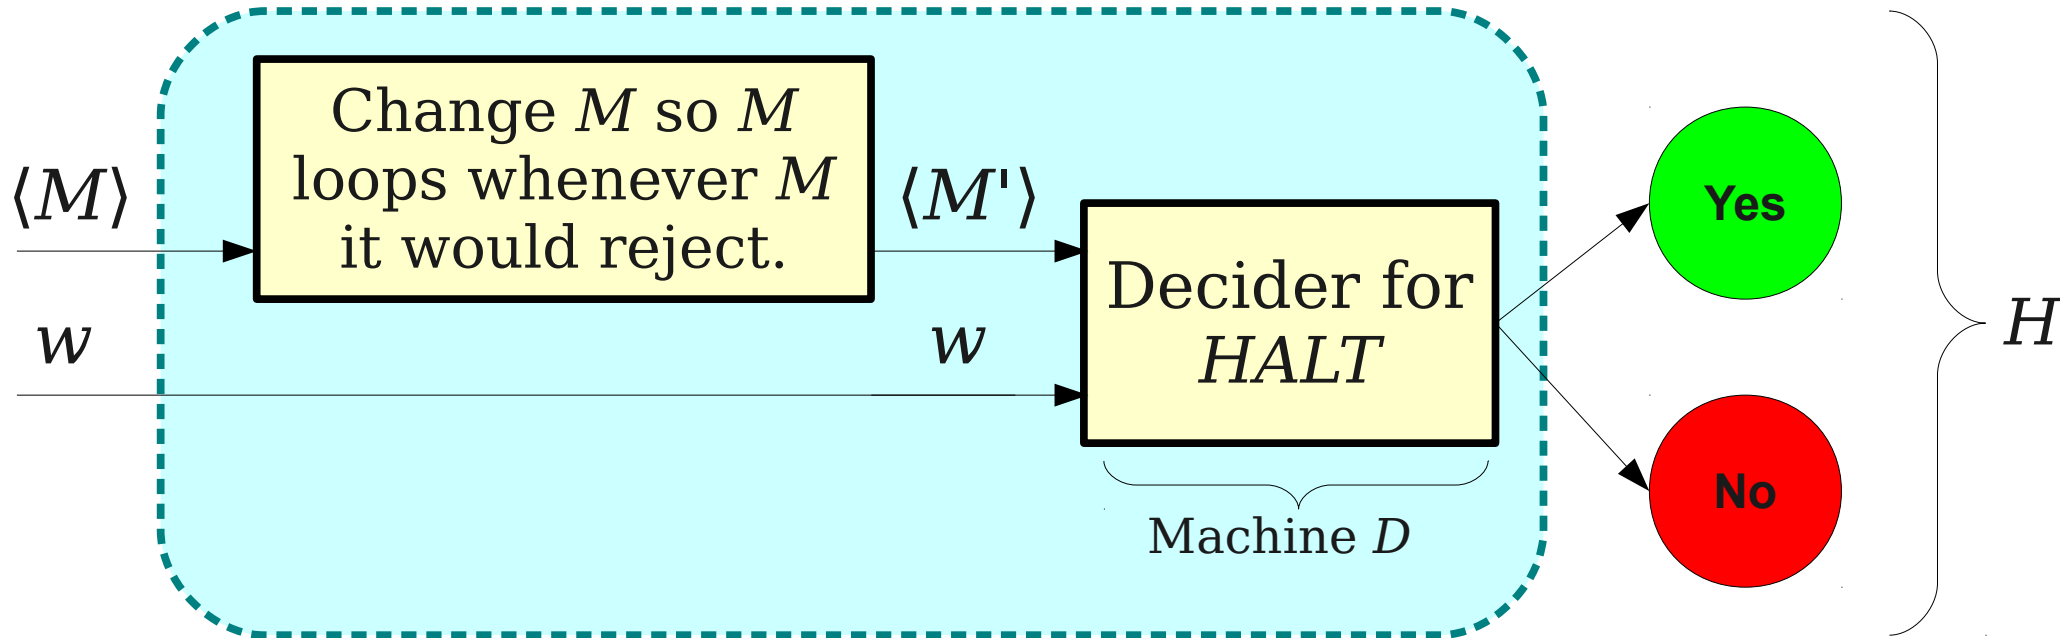 Change M so M
loops whenever M
it would reject.
⟨M⟩
⟨M'⟩
w
w
Decider for
HALT
Machine D
Yes
No
H